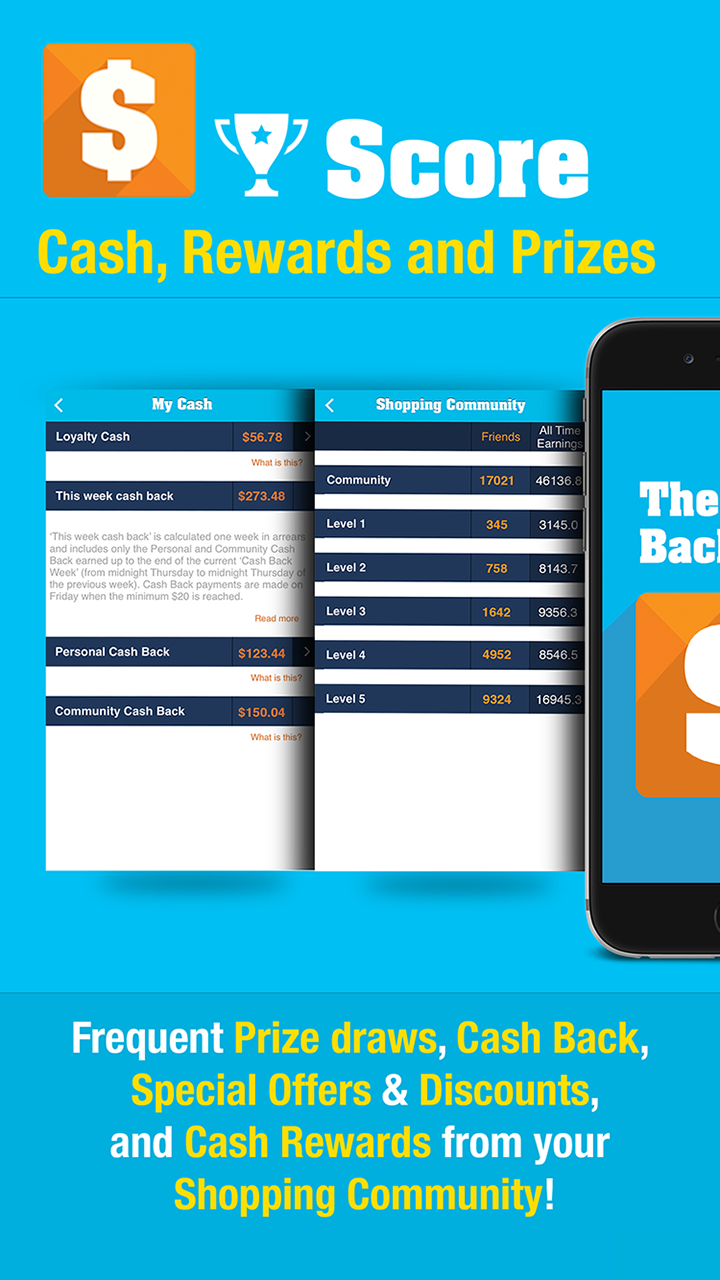 $
Score
Cash, Rewards and Prizes
My Cash
Loyalty Cash $56.78
What is this?
This week cash back $273.48
'This week cash back' is calculated one week in arrears
and includes only the Personal and Community Cash
Back earned up to the end of the current 'Cash Back
Week' (from midnight Thursday to midnight Thursday of
the previous week). Cash Back payments are made on
Friday when the minimum $20 is reached.
Read more
Personal Cash Back $123.44
What is this?
Community Cash Back $150.04
What is this?
Shopping Community
Friends All Time
Earnings
Community 17021 46136.8
Level 1 345 3145.0
Level 2 758 8143.7
Level 3 1642 9356.3
Level 4 4952 8546.5
Level 5 9324 16945.3
The
Frequent Prize draws, Cash Back,
Special Offers & Discounts,
and Cash Rewards from your
Shopping Community!